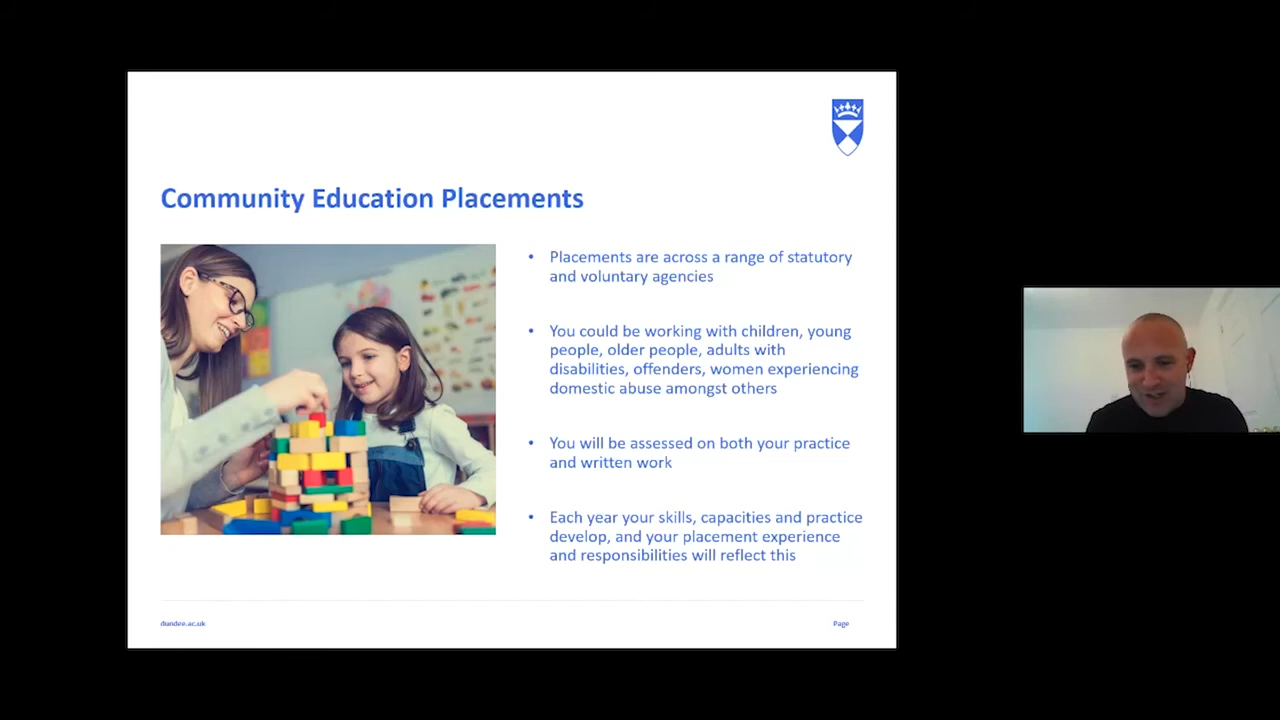 Community Education Placements
• Placements are across a range of statutory
and voluntary agencies
• You could be working with children, young
people, older people, adults with
disabilities, offenders, women experiencing
domestic abuse amongst others
• You will be assessed on both your practice
and written work
• Each year your skills, capacities and practice
develop, and your placement experience
and responsibilities will reflect this
dundee.ac.uk
Page